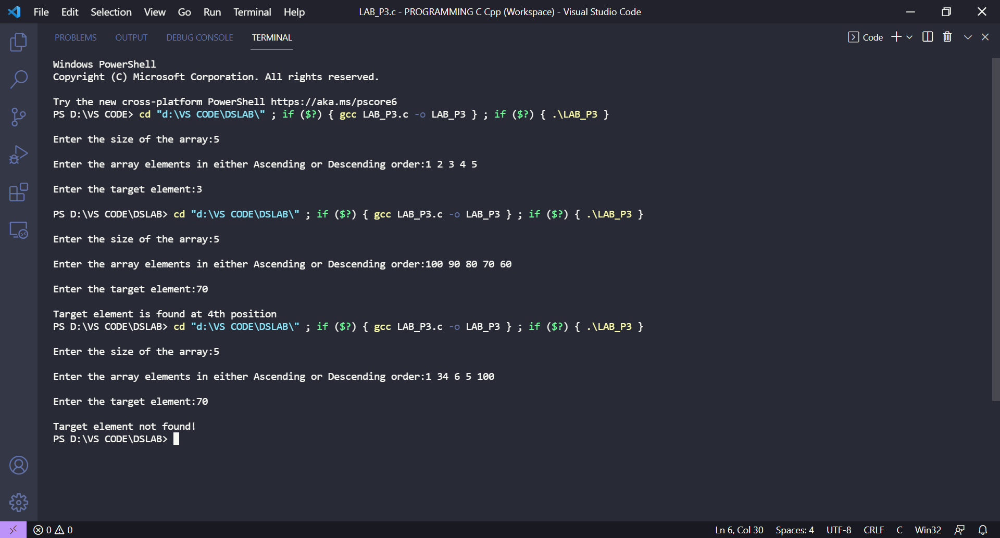 File Edit Selection View Go Run Terminal Help LAB_P3.c - PROGRAMMING C Cpp (Workspace) - Visual Studio Code
PROBLEMS OUTPUT DEBUG CONSOLE TERMINAL Code
Windows PowerShell
Copyright (C) Microsoft Corporation. All rights reserved.
Try the new cross-platform PowerShell https://aka.ms/pscore6
PS D:\VS CODE> cd "d:\VS CODE\DSLAB\" ; if ($?) { gcc LAB_P3.c -o LAB_P3 } ; if ($?) { .\LAB_P3 }
Enter the size of the array:5
Enter the array elements in either Ascending or Descending order:1 2 3 4 5
Enter the target element:3
PS D:\VS CODE\DSLAB> cd "d:\VS CODE\DSLAB\" ; if ($?) { gcc LAB_P3.c -o LAB_P3 } ; if ($?) { .\LAB_P3 }
Enter the size of the array:5
Enter the array elements in either Ascending or Descending order:100 90 80 70 60
Enter the target element:70
Target element is found at 4th position
PS D:\VS CODE\DSLAB> cd "d:\VS CODE\DSLAB\" ; if ($?) { gcc LAB_P3.c -o LAB_P3 } ; if ($?) { .\LAB_P3 }
Enter the size of the array:5
Enter the array elements in either Ascending or Descending order:1 34 6 5 100
Enter the target element:70
Target element not found!
PS D:\VS CODE\DSLAB>
0 0 Ln 6, Col 30 Spaces: 4 UTF-8 CRLF C Win32